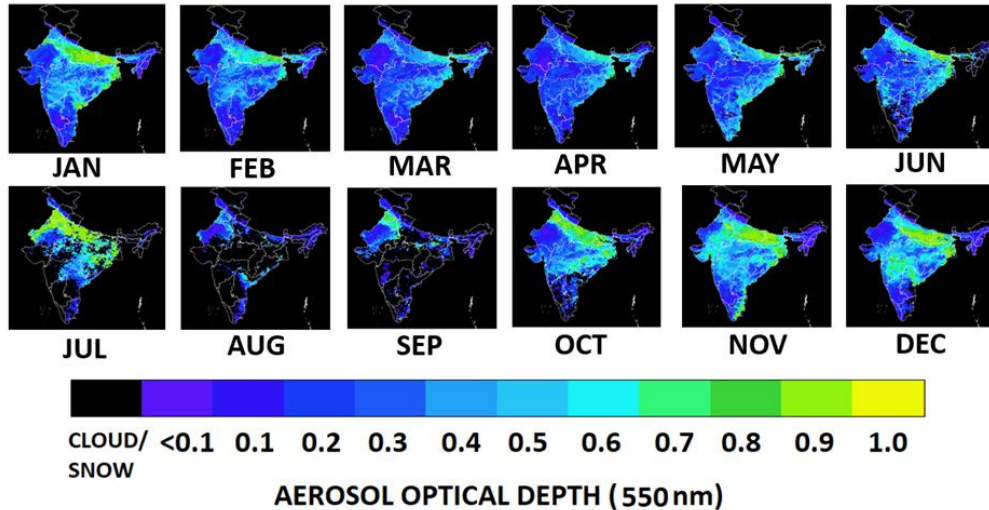 JAN FEB MAR APR MAY JUN
JUL AUG SEP OCT NOV DEC
CLOUD/ <0.1 0.1 0.2 0.3 0.4 0.5 0.6 0.7 0.8 0.9 1.0
SNOW
AEROSOL OPTICAL DEPTH (550 nm)